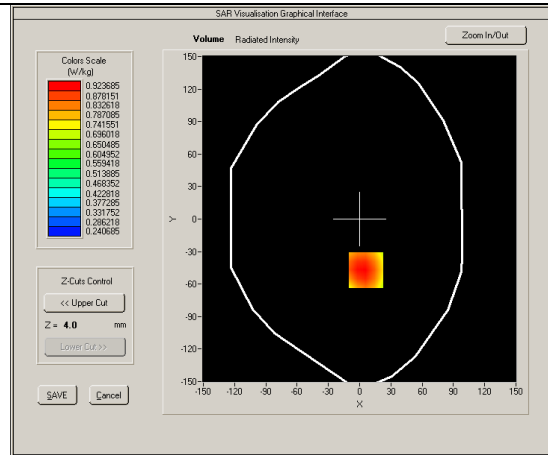 SAR Visualisation Graphical Interface
Volume Radiated Intensity
Zoom In/Out
Colors Scale
(W/kg)
0.923685
0.878151
0.832618
0.787085
0.741551
0.696018
0.650485
0.604952
0.559418
0.513885
0.468352
0.422818
0.377285
0.331752
0.286218
0.240685
Z-Cuts Control
<< Upper Cut
Z = 4.0 mm
Lower Cut >>
SAVE
Cancel
150
120
90
60
30
0
-30
-60
-90
-120
-150
Y
-150 -120 -90 -60 -30 0 30 60 90 120 150
X